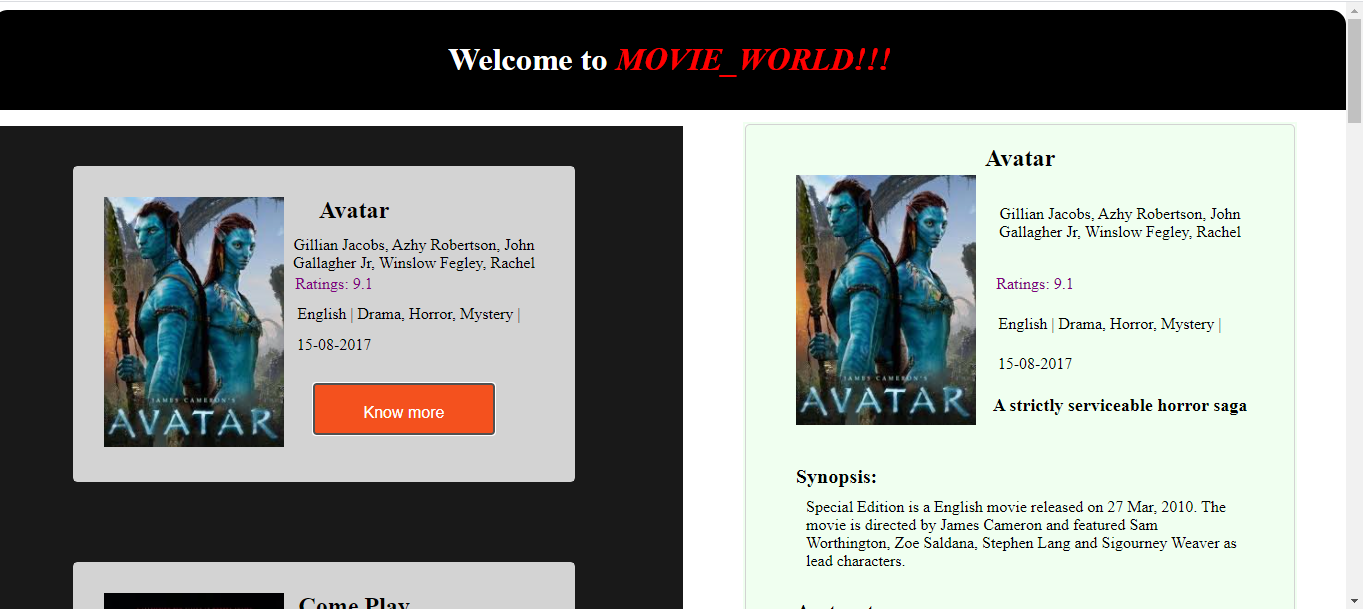 Welcome to MOVIE_WORLD!!!
Avatar
Gillian Jacobs, Azhy Robertson, John
Gallagher Jr, Winslow Fegley, Rachel
Ratings: 9.1
English | Drama, Horror, Mystery |
15-08-2017
Know more
JAMES CAMERON'S
AVATAR
Come Play
Avatar
Gillian Jacobs, Azhy Robertson, John
Gallagher Jr, Winslow Fegley, Rachel
Ratings: 9.1
English | Drama, Horror, Mystery |
15-08-2017
A strictly serviceable horror saga
JAMES CAMERON'S
AVATAR
Synopsis:
Special Edition is a English movie released on 27 Mar, 2010. The
movie is directed by James Cameron and featured Sam
Worthington, Zoe Saldana, Stephen Lang and Sigourney Weaver as
lead characters.